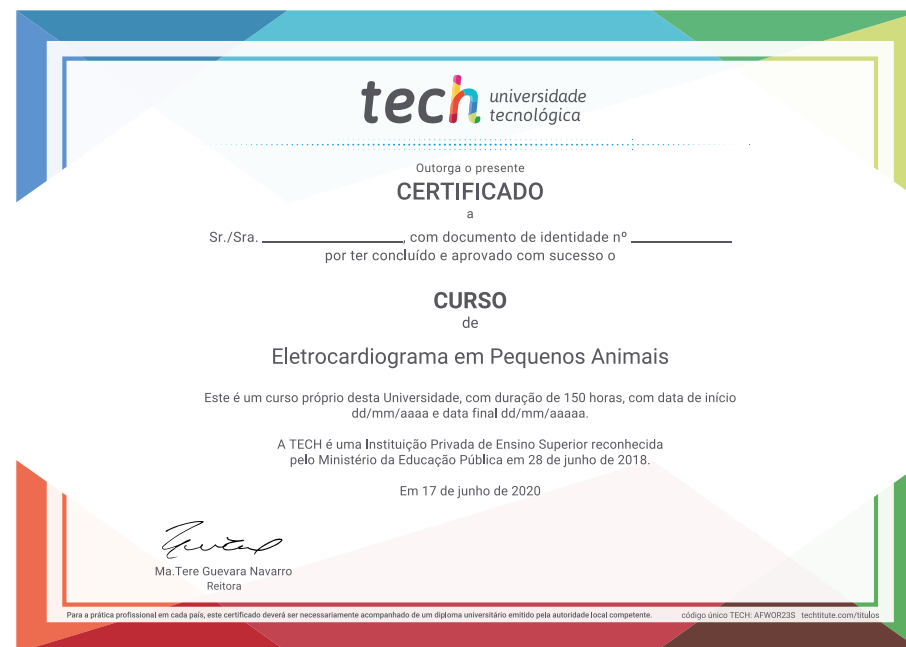 tech universidade
tecnológica
Outorga o presente
CERTIFICADO
a
Sr./Sra. ____________, com documento de identidade nº _________
por ter concluído e aprovado com sucesso o
CURSO
de
Eletrocardiograma em Pequenos Animais
Este é um curso próprio desta Universidade, com duração de 150 horas, com data de início
dd/mm/aaaa e data final dd/mm/aaaaa.
A TECH é uma Instituição Privada de Ensino Superior reconhecida
pelo Ministério da Educação Pública em 28 de junho de 2018.
Em 17 de junho de 2020
Ma.Tere Guevara Navarro
Reitora
Para a prática profissional em cada país, este certificado deverá ser necessariamente acompanhado de um diploma universitário emitido pela autoridade local competente. código único TECH: AFWOR23S techtitute.com/titulos